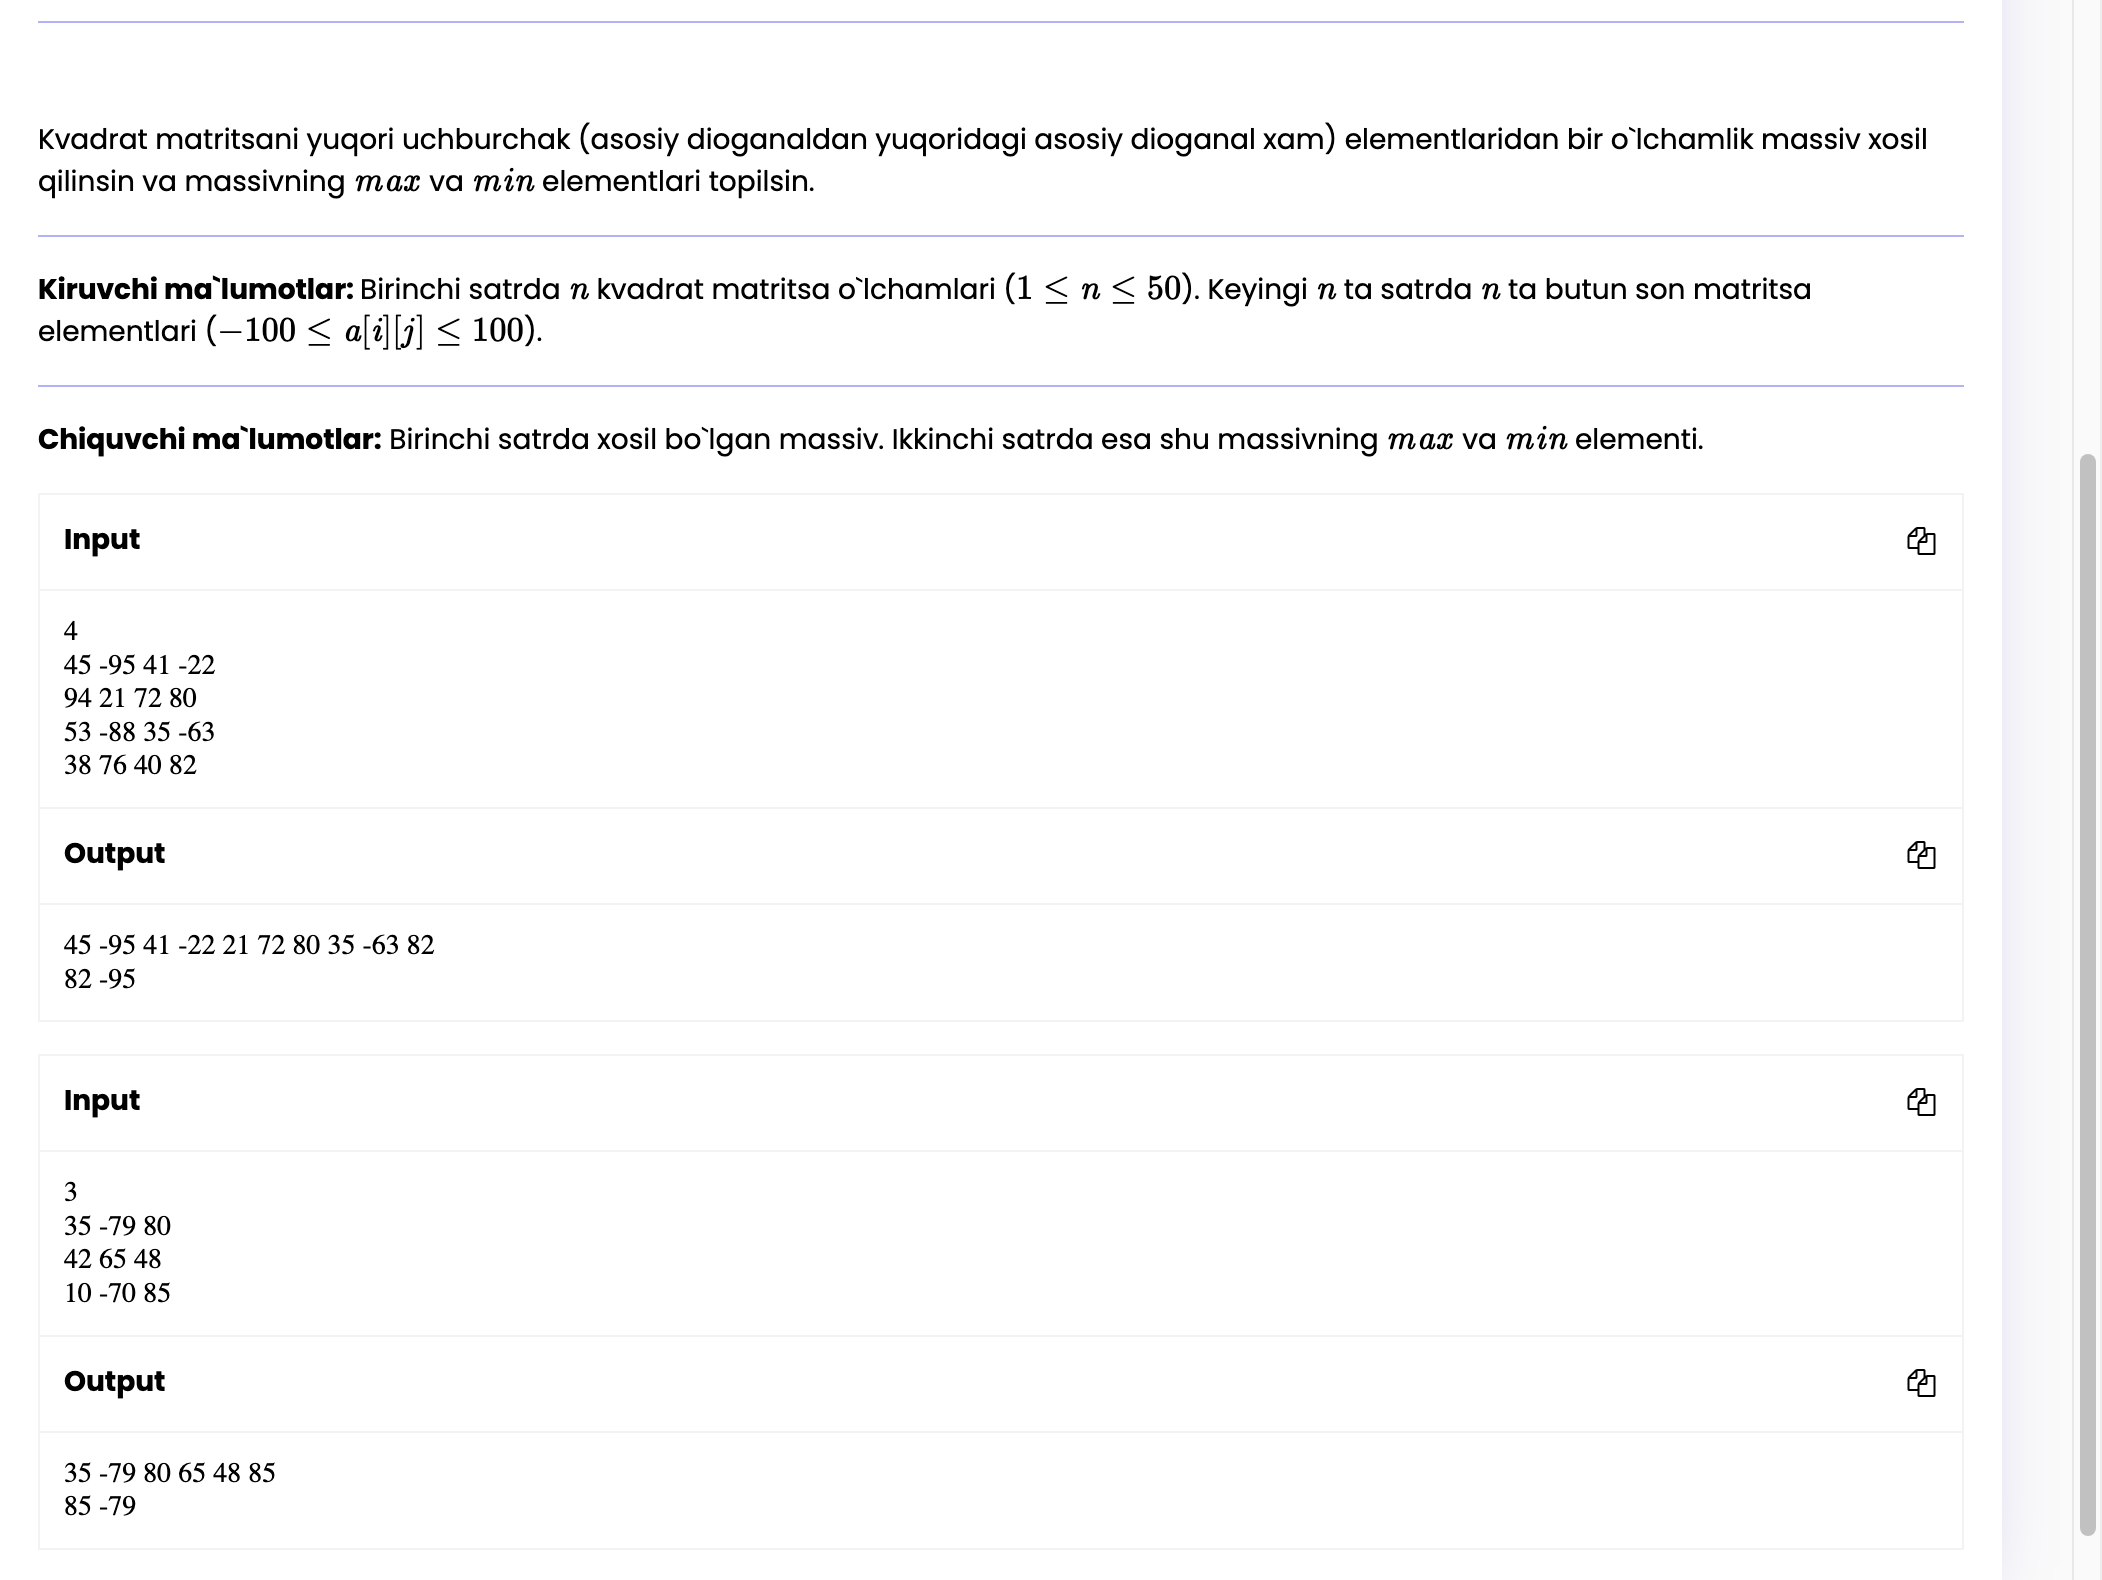 Kvadrat matritsani yuqori uchburchak (asosiy dioganaldan yuqoridagi asosiy dioganal xam) elementlaridan bir o`lchamlik massiv xosil
qilinsin va massivning max va min elementlari topilsin.
Kiruvchi ma`lumotlar: Birinchi satrda n kvadrat matritsa o`lchamlari (1 ≤ n ≤ 50). Keyingi n ta satrda n ta butun son matritsa
elementlari (−100 ≤ a[i][j] ≤ 100).
Chiquvchi ma`lumotlar: Birinchi satrda xosil bo`lgan massiv. Ikkinchi satrda esa shu massivning max va min elementi.
Input
4
45 -95 41 -22
94 21 72 80
53 -88 35 -63
38 76 40 82
Output
45 -95 41 -22 21 72 80 35 -63 82
82 -95
Input
3
35 -79 80
42 65 48
10 -70 85
Output
35 -79 80 65 48 85
85 -79